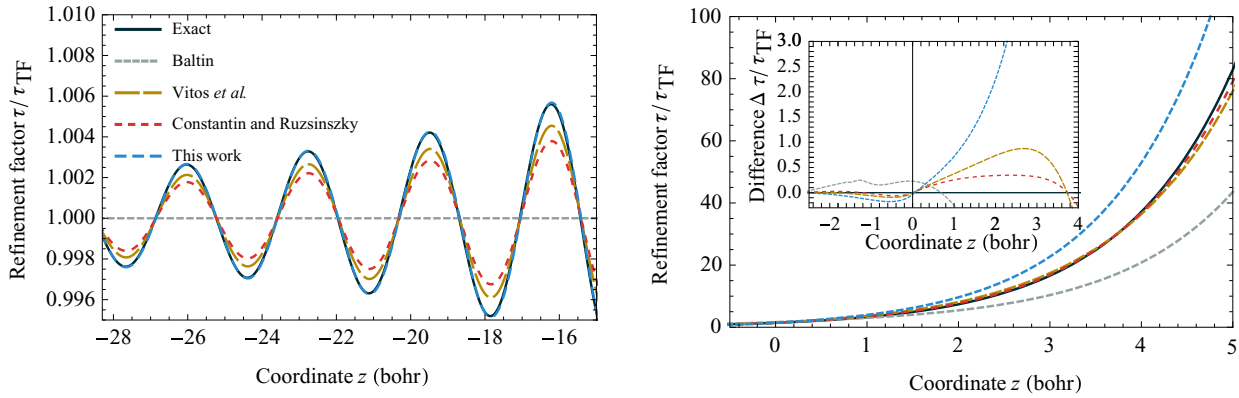 Refinement factor τ/τTF
1.010
1.008
1.006
1.004
1.002
1.000
0.998
0.996
Exact
Baltin
Vitos et al.
Constantin and Ruzsinszky
This work
−28 −26 −24 −22 −20 −18 −16
Coordinate z (bohr)
Refinement factor τ/τTF
100
80
60
40
20
0
Difference Δ τ/τTF
3.0
2.5
2.0
1.5
1.0
0.5
0.0
−2 −1 0 1 2 3 4
Coordinate z (bohr)
0 1 2 3 4 5
Coordinate z (bohr)